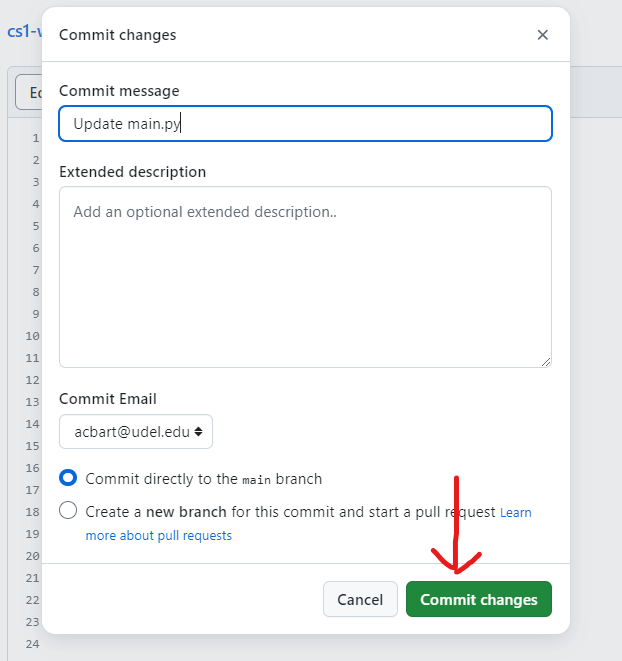 cs1-
Commit changes
Commit message
Ed
Update main.py
1
2
Extended description
3
4
Add an optional extended description..
5
6
7
8
9
10
11
12
Commit Email
13
14
acbart@udel.edu
15
16
Commit directly to the main branch
17
18
Create a new branch for this commit and start a pull request Learn
19
more about pull requests
20
21
22
Cancel
Commit changes
23
24